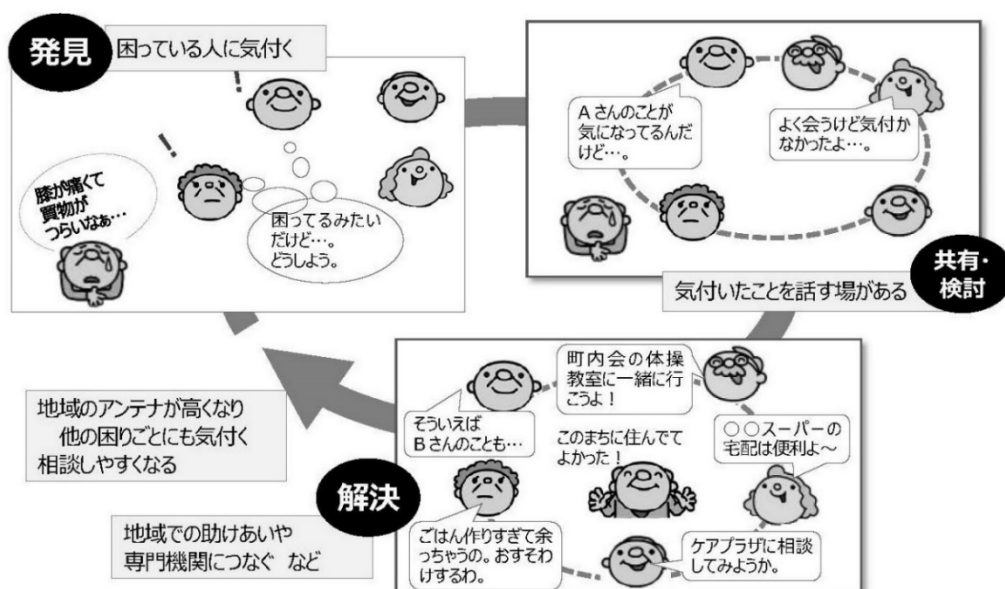 発見
困っている人に気付く
膝が痛くて
買物が
つらいなぁ…
困ってるみたい
だけど…。
どうしよう。
Aさんのことが
気になってるんだ
けど…。
よく会うけど気付か
なかったよ…。
共有・
検討
気付いたことを話す場がある
解決
町内会の体操
教室に一緒に行
こうよ！
そういえば
Bさんのことも…
このまちに住んでて
よかった！
○○スーパーの
宅配は便利よ～
ごはん作りすぎて余
っちゃうの。おすそわ
けするわ。
ケアプラザに相談
してみようか。
地域での助けあいや
専門機関につなぐ など
地域のアンテナが高くなり
他の困りごとにも気付く
相談しやすくなる